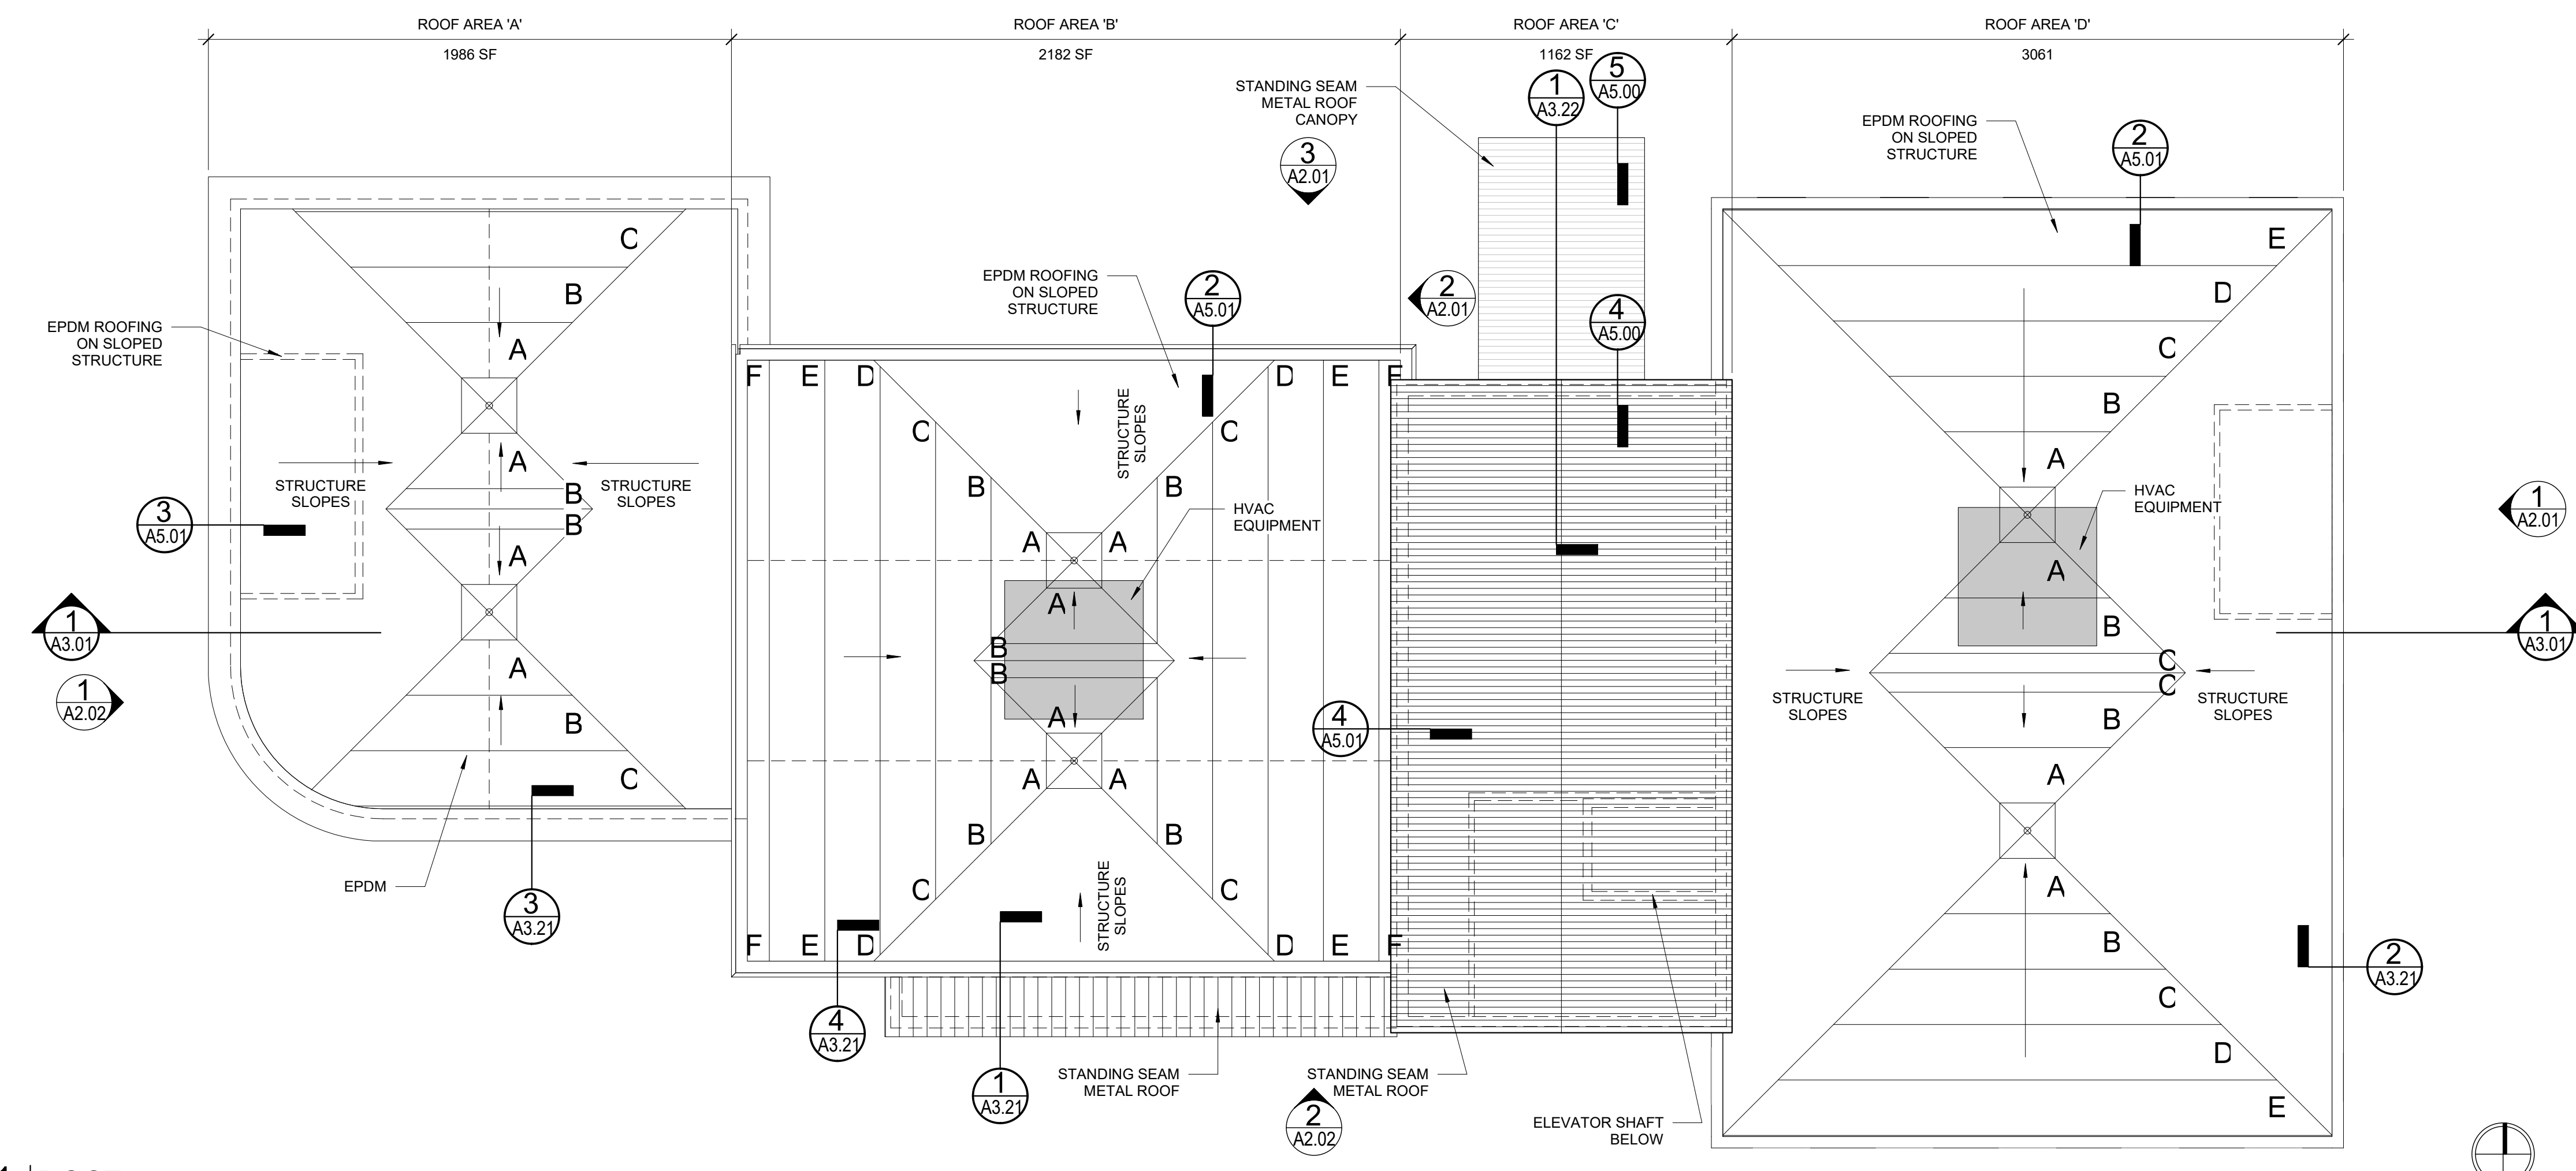 ROOF AREA 'A'
1986 SF
ROOF AREA 'B'
2182 SF
ROOF AREA 'C'
1162 SF
ROOF AREA 'D'
3061
STANDING SEAM
METAL ROOF
CANOPY
3
A2.01
1
A3.22
5
A5.00
EPDM ROOFING
ON SLOPED
STRUCTURE
2
A5.01
EPDM ROOFING
ON SLOPED
STRUCTURE
2
A5.01
2
A2.01
4
A5.00
EPDM ROOFING
ON SLOPED
STRUCTURE
C
B
A
A
B
B
A
A
B
C
STRUCTURE
SLOPES
STRUCTURE
SLOPES
3
A5.01
1
A3.01
1
A2.02
EPDM
3
A3.21
F
E
D
D
E
F
C
C
B
B
A
A
A
B
B
A
A
A
B
B
C
C
F
E
D
D
E
F
STRUCTURE
SLOPES
HVAC
EQUIPMENT
STRUCTURE
SLOPES
4
A3.21
1
A3.21
STANDING SEAM
METAL ROOF
4
A5.01
STANDING SEAM
METAL ROOF
2
A2.02
ELEVATOR SHAFT
BELOW
E
D
C
B
A
A
B
C
C
B
A
A
B
C
D
E
HVAC
EQUIPMENT
STRUCTURE
SLOPES
STRUCTURE
SLOPES
1
A2.01
1
A3.01
2
A3.21